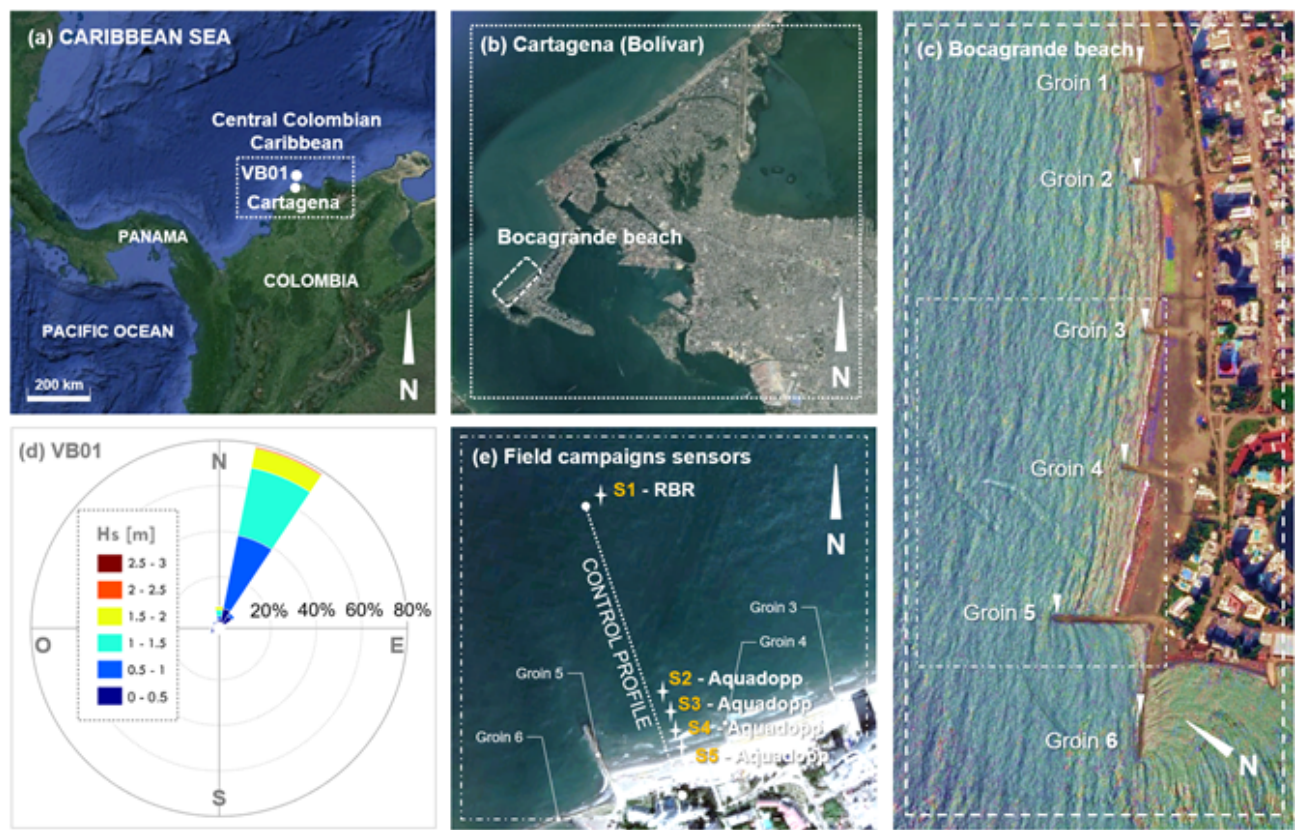 (a) CARIBBEAN SEA
Central Colombian
Caribbean
VB01
Cartagena
PANAMA
COLOMBIA
PACIFIC OCEAN
200 km
N
(b) Cartagena (Bolívar)
Bocagrande beach
N
(c) Bocagrande beach
Groin 1
Groin 2
Groin 3
Groin 4
Groin 5
Groin 6
N
(d) VB01
N
Hs [m]
2.5 - 3
2 - 2.5
1.5 - 2
1 - 1.5
0.5 - 1
0 - 0.5
20% 40% 60% 80%
O
E
S
(e) Field campaigns sensors
S1 - RBR
N
CONTROL PROFILE
Groin 3
Groin 4
Groin 5
Groin 6
S2 - Aquadopp
S3 - Aquadopp
S4 - Aquadopp
S5 - Aquadopp